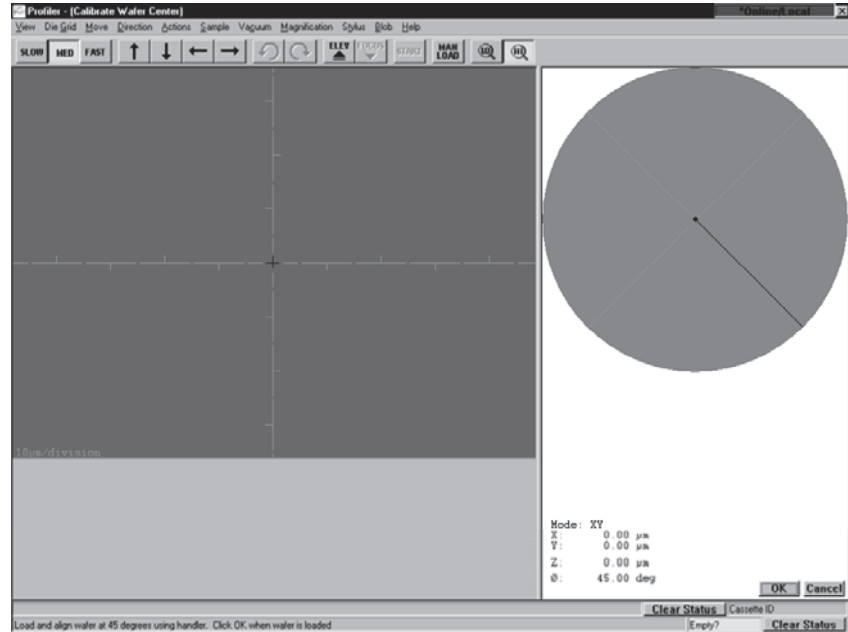 Profiler - [Calibrate Wafer Center] *Online/Local
View Die Grid Move Direction Actions Sample Vacuum Magnification Stylus Blob Help
SLOW MED FAST ELEV FOCUS START MAN LOAD LO HI
10µm/division
Mode: XY
X: 0.00 µm
Y: 0.00 µm
Z: 0.00 µm
Ø: 45.00 deg
OK Cancel
Clear Status Cassette ID
Load and align wafer at 45 degrees using handler. Click OK when wafer is loaded Empty? Clear Status